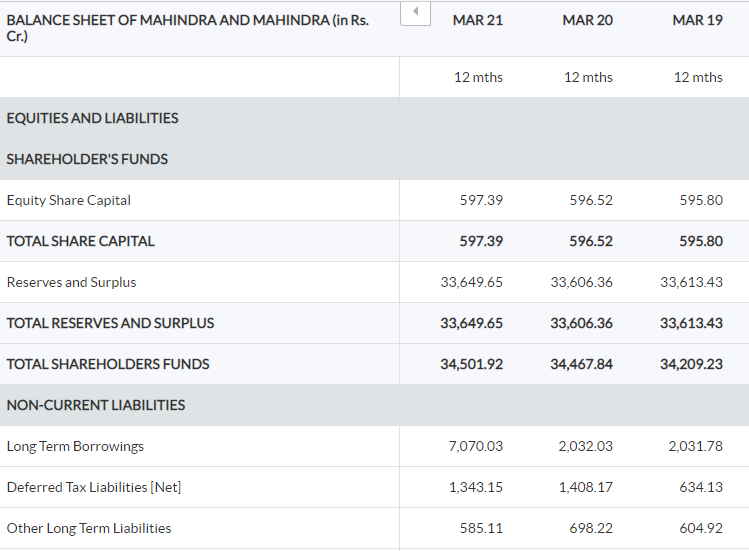 BALANCE SHEET OF MAHINDRA AND MAHINDRA (in Rs. Cr.) MAR 21 MAR 20 MAR 19
12 mths 12 mths 12 mths
EQUITIES AND LIABILITIES
SHAREHOLDER'S FUNDS
Equity Share Capital 597.39 596.52 595.80
TOTAL SHARE CAPITAL 597.39 596.52 595.80
Reserves and Surplus 33,649.65 33,606.36 33,613.43
TOTAL RESERVES AND SURPLUS 33,649.65 33,606.36 33,613.43
TOTAL SHAREHOLDERS FUNDS 34,501.92 34,467.84 34,209.23
NON-CURRENT LIABILITIES
Long Term Borrowings 7,070.03 2,032.03 2,031.78
Deferred Tax Liabilities [Net] 1,343.15 1,408.17 634.13
Other Long Term Liabilities 585.11 698.22 604.92